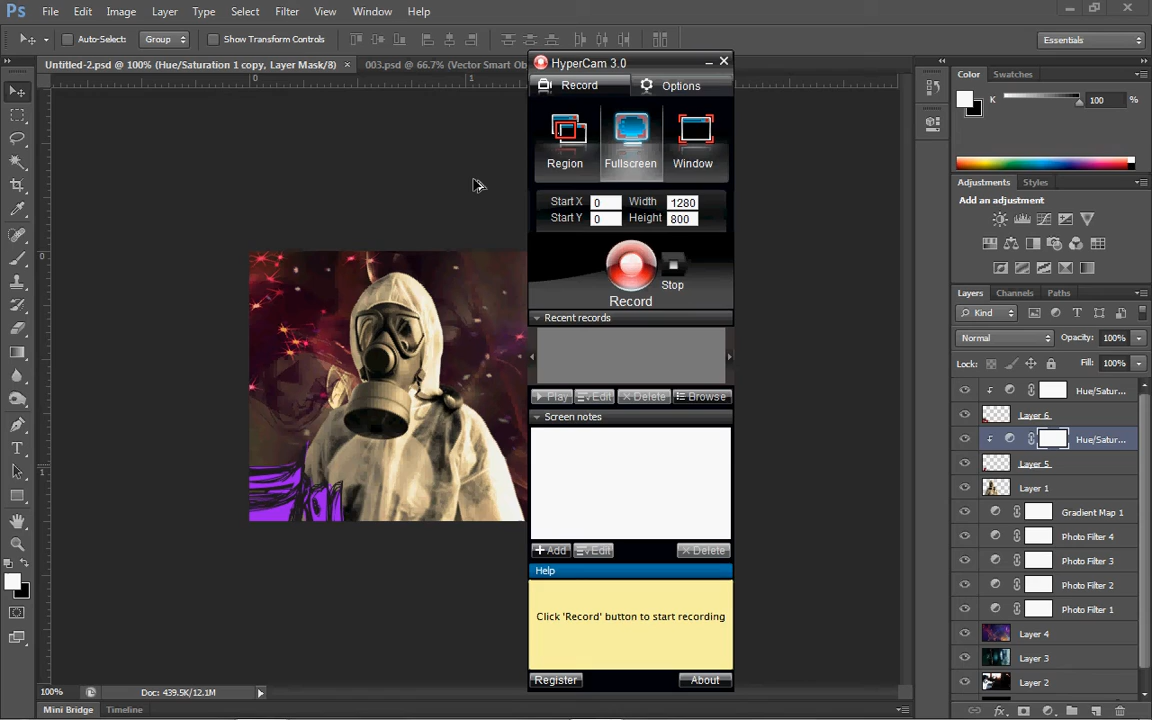 Ps File Edit Image Layer Type Select Filter View Window Help
Auto-Select: Group Show Transform Controls Essentials
Untitled-2.psd @ 100% (Hue/Saturation 1 copy, Layer Mask/8) × 003.psd @ 66.7% (Vector Smart Ob
HyperCam 3.0
Record Options
Region Fullscreen Window
Start X 0 Width 1280
Start Y 0 Height 800
Record Stop
Recent records
Play Edit Delete Browse
Screen notes
Add Edit Delete
Help
Click 'Record' button to start recording
Register About
Color Swatches
K 100 %
Adjustments Styles
Add an adjustment
Layers Channels Paths
Kind
Normal Opacity: 100%
Lock: Fill: 100%
Hue/Satur...
Layer 6
Hue/Satur...
Layer 5
Layer 1
Gradient Map 1
Photo Filter 4
Photo Filter 3
Photo Filter 2
Photo Filter 1
Layer 4
Layer 3
Layer 2
100% Doc: 439.5K/12.1M
Mini Bridge Timeline
0 1
0
1